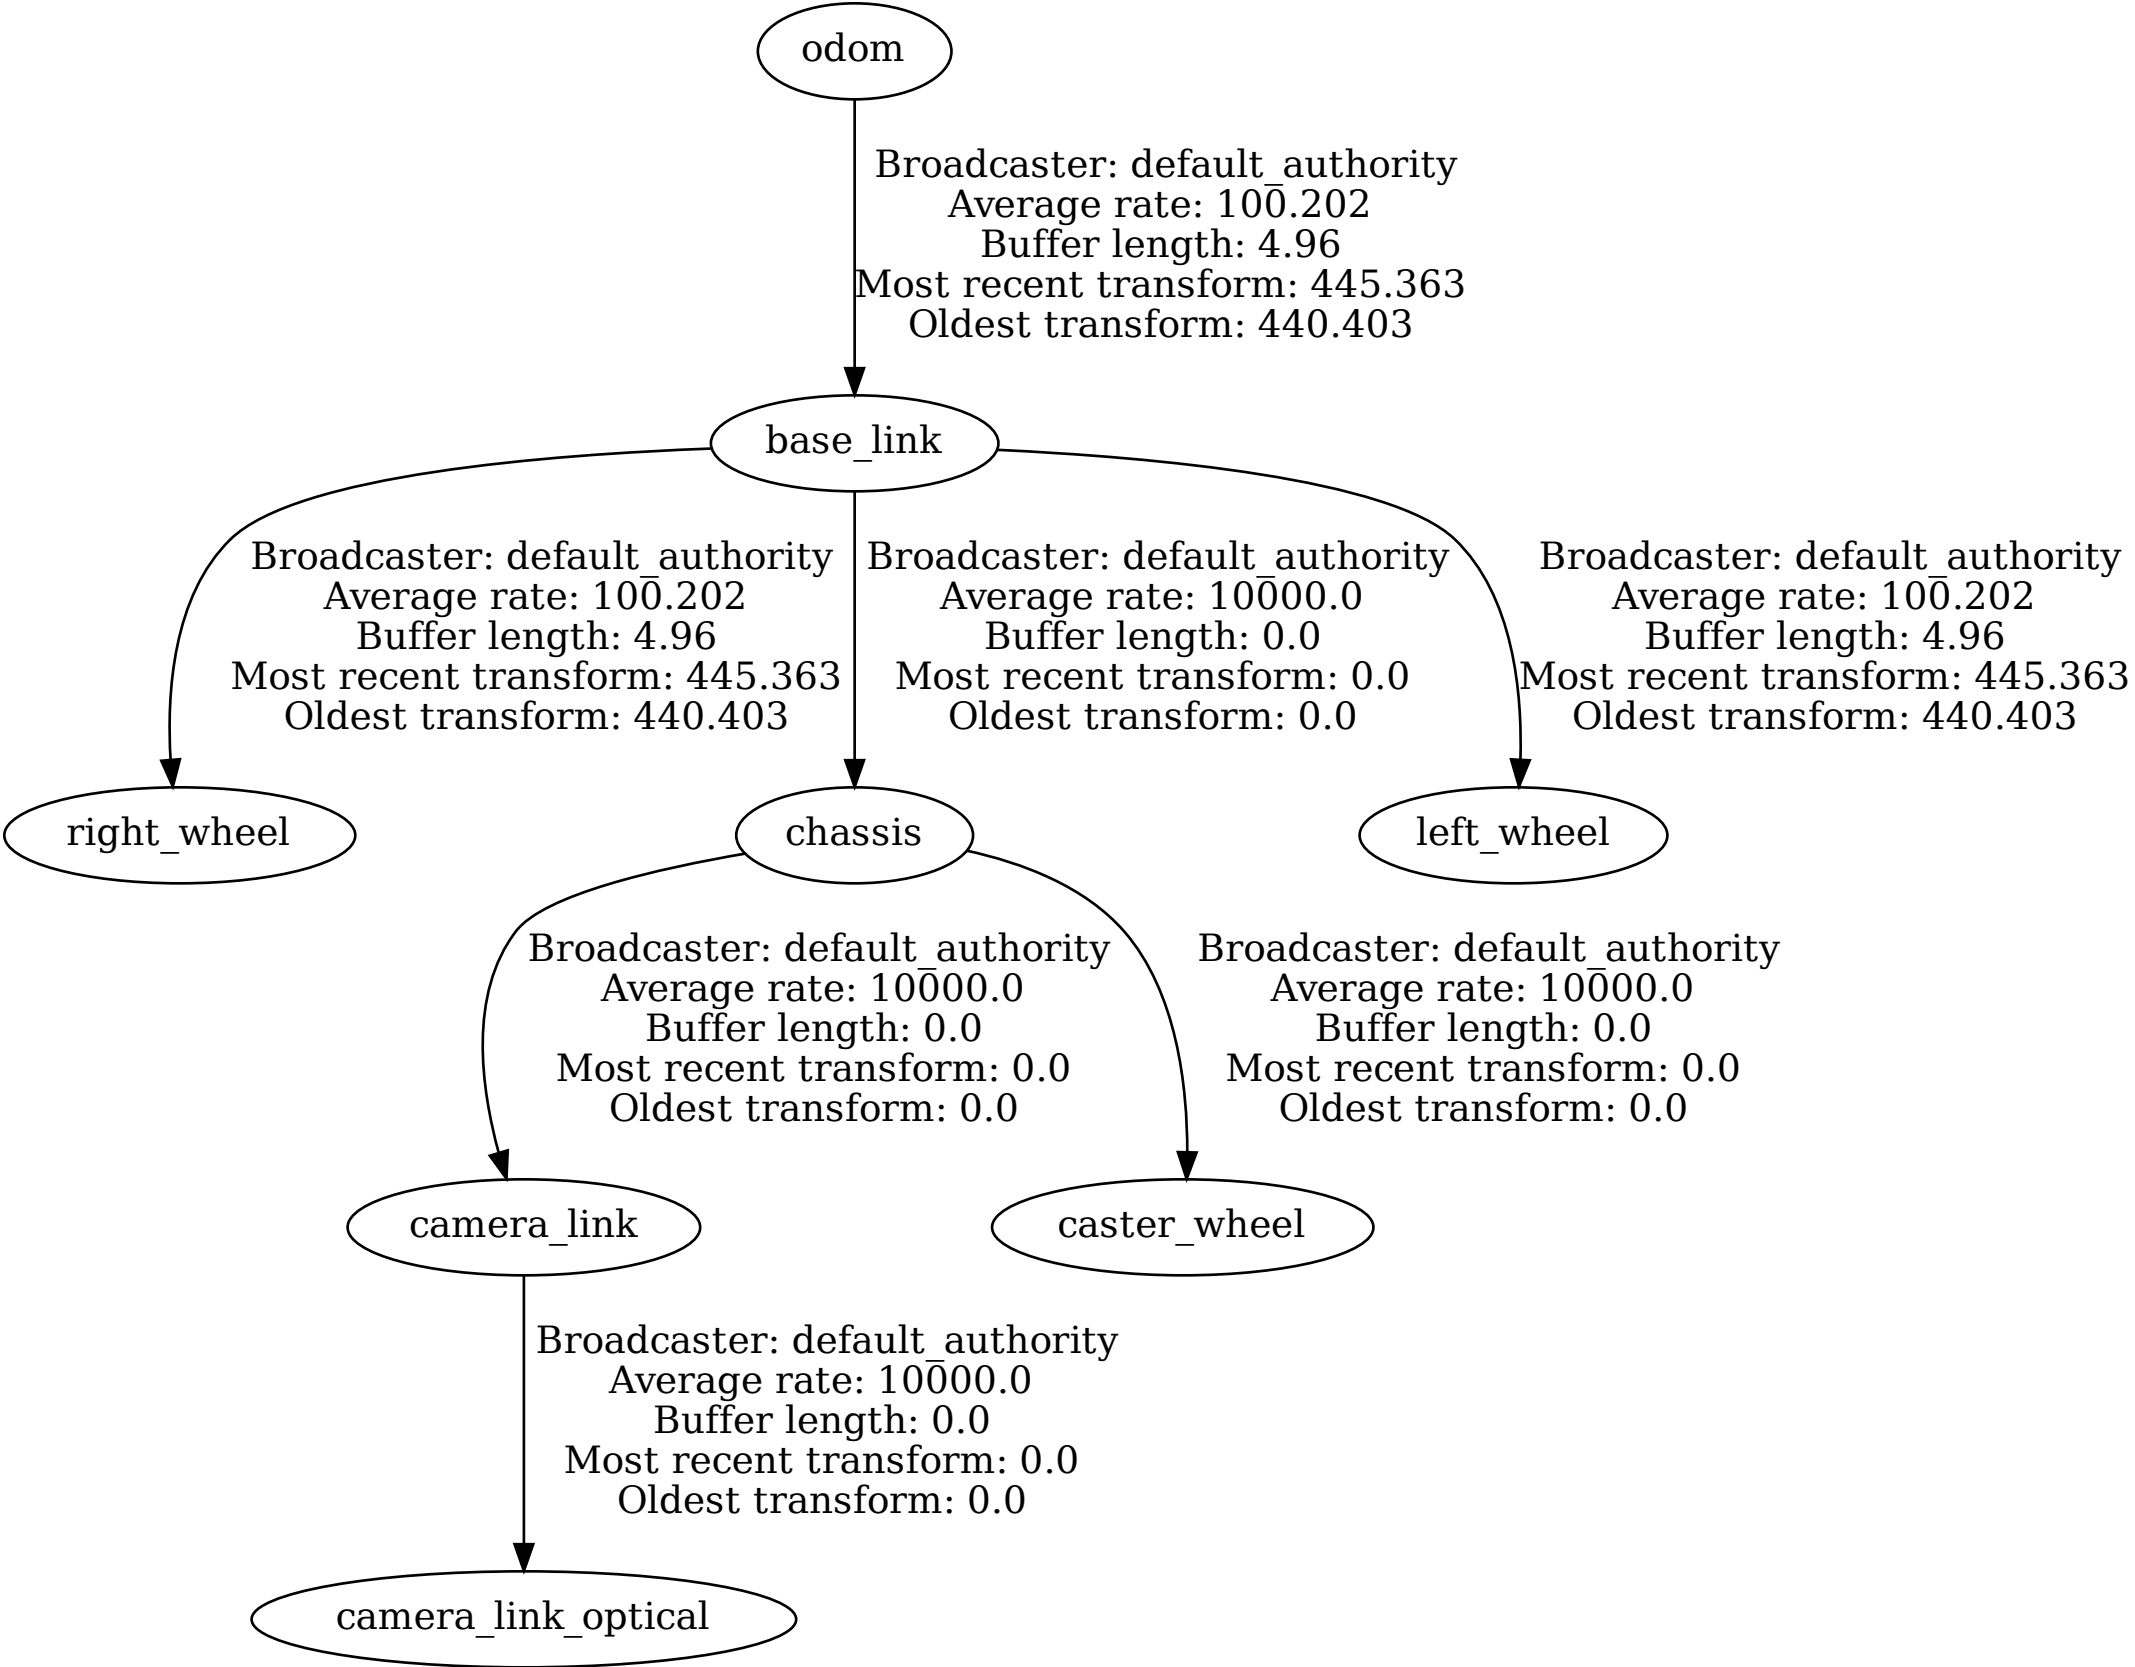 odom
Broadcaster: default_authority
Average rate: 100.202
Buffer length: 4.96
Most recent transform: 445.363
Oldest transform: 440.403
base_link
Broadcaster: default_authority
Average rate: 100.202
Buffer length: 4.96
Most recent transform: 445.363
Oldest transform: 440.403
Broadcaster: default_authority
Average rate: 10000.0
Buffer length: 0.0
Most recent transform: 0.0
Oldest transform: 0.0
Broadcaster: default_authority
Average rate: 100.202
Buffer length: 4.96
Most recent transform: 445.363
Oldest transform: 440.403
right_wheel
chassis
left_wheel
Broadcaster: default_authority
Average rate: 10000.0
Buffer length: 0.0
Most recent transform: 0.0
Oldest transform: 0.0
Broadcaster: default_authority
Average rate: 10000.0
Buffer length: 0.0
Most recent transform: 0.0
Oldest transform: 0.0
camera_link
caster_wheel
Broadcaster: default_authority
Average rate: 10000.0
Buffer length: 0.0
Most recent transform: 0.0
Oldest transform: 0.0
camera_link_optical